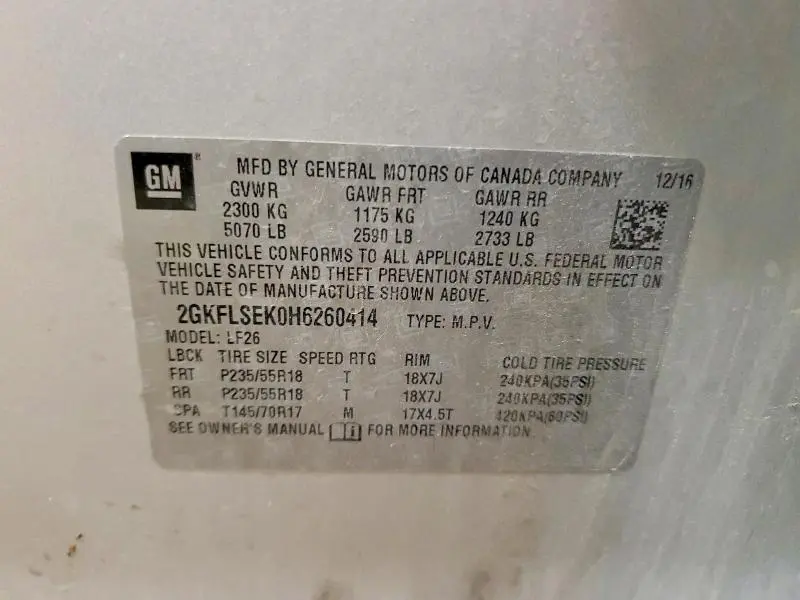 GM ® MFD BY GENERAL MOTORS OF CANADA COMPANY 12/16
GVWR GAWR FRT GAWR RR
2300 KG 1175 KG 1240 KG
5070 LB 2590 LB 2733 LB
THIS VEHICLE CONFORMS TO ALL APPLICABLE U.S. FEDERAL MOTOR
VEHICLE SAFETY AND THEFT PREVENTION STANDARDS IN EFFECT ON
THE DATE OF MANUFACTURE SHOWN ABOVE.
2GKFLSEK0H6260414 TYPE: M.P.V.
MODEL: LF26
LBCK TIRE SIZE SPEED RTG RIM COLD TIRE PRESSURE
FRT P235/55R18 T 18X7J 240KPA(35PSI)
RR P235/55R18 T 18X7J 240KPA(35PSI)
SPA T145/70R17 M 17X4.5T 420KPA(60PSI)
SEE OWNER'S MANUAL FOR MORE INFORMATION